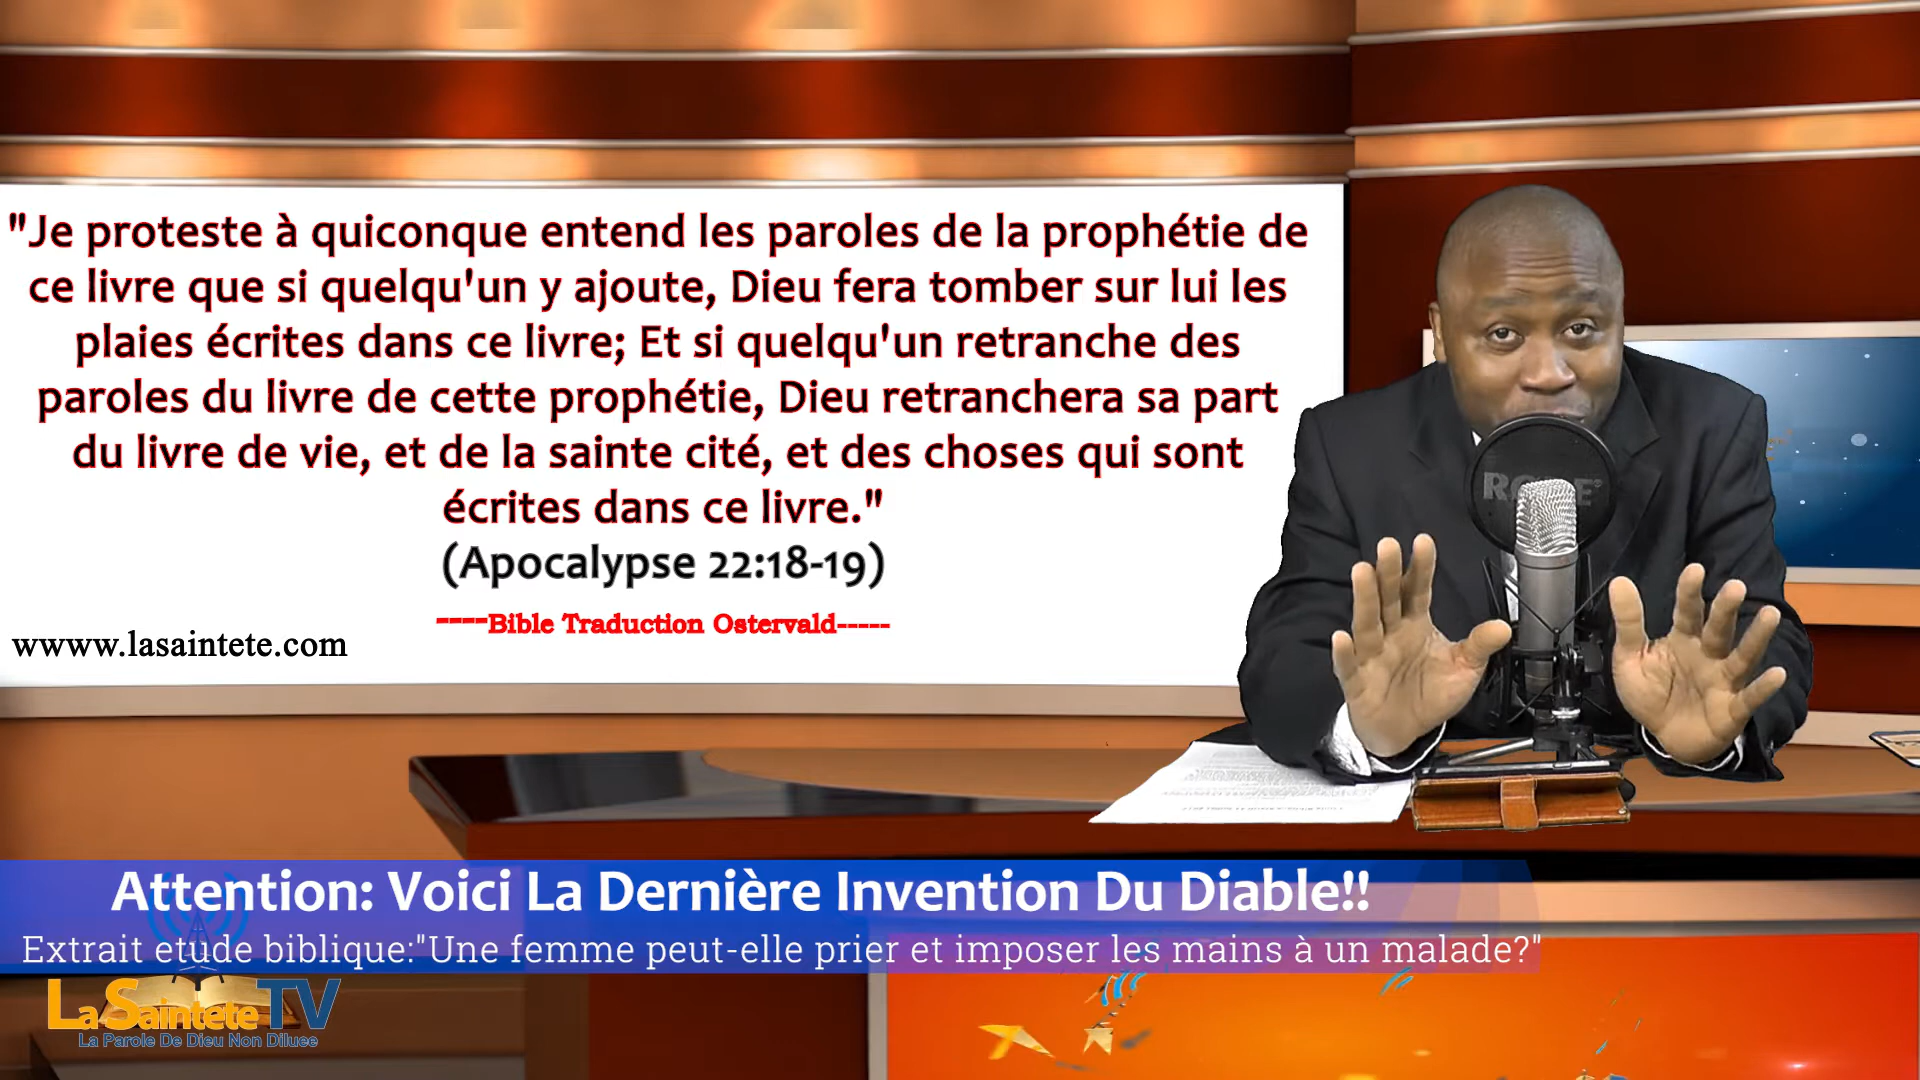 "Je proteste à quiconque entend les paroles de la prophétie de
ce livre que si quelqu'un y ajoute, Dieu fera tomber sur lui les
plaies écrites dans ce livre; Et si quelqu'un retranche des
paroles du livre de cette prophétie, Dieu retranchera sa part
du livre de vie, et de la sainte cité, et des choses qui sont
écrites dans ce livre."
(Apocalypse 22:18-19)
----Bible Traduction Ostervald-----
wwww.lasaintete.com
Attention: Voici La Dernière Invention Du Diable!!
Extrait etude biblique:"Une femme peut-elle prier et imposer les mains à un malade?"
La Saintete TV
La Parole De Dieu Non Diluee